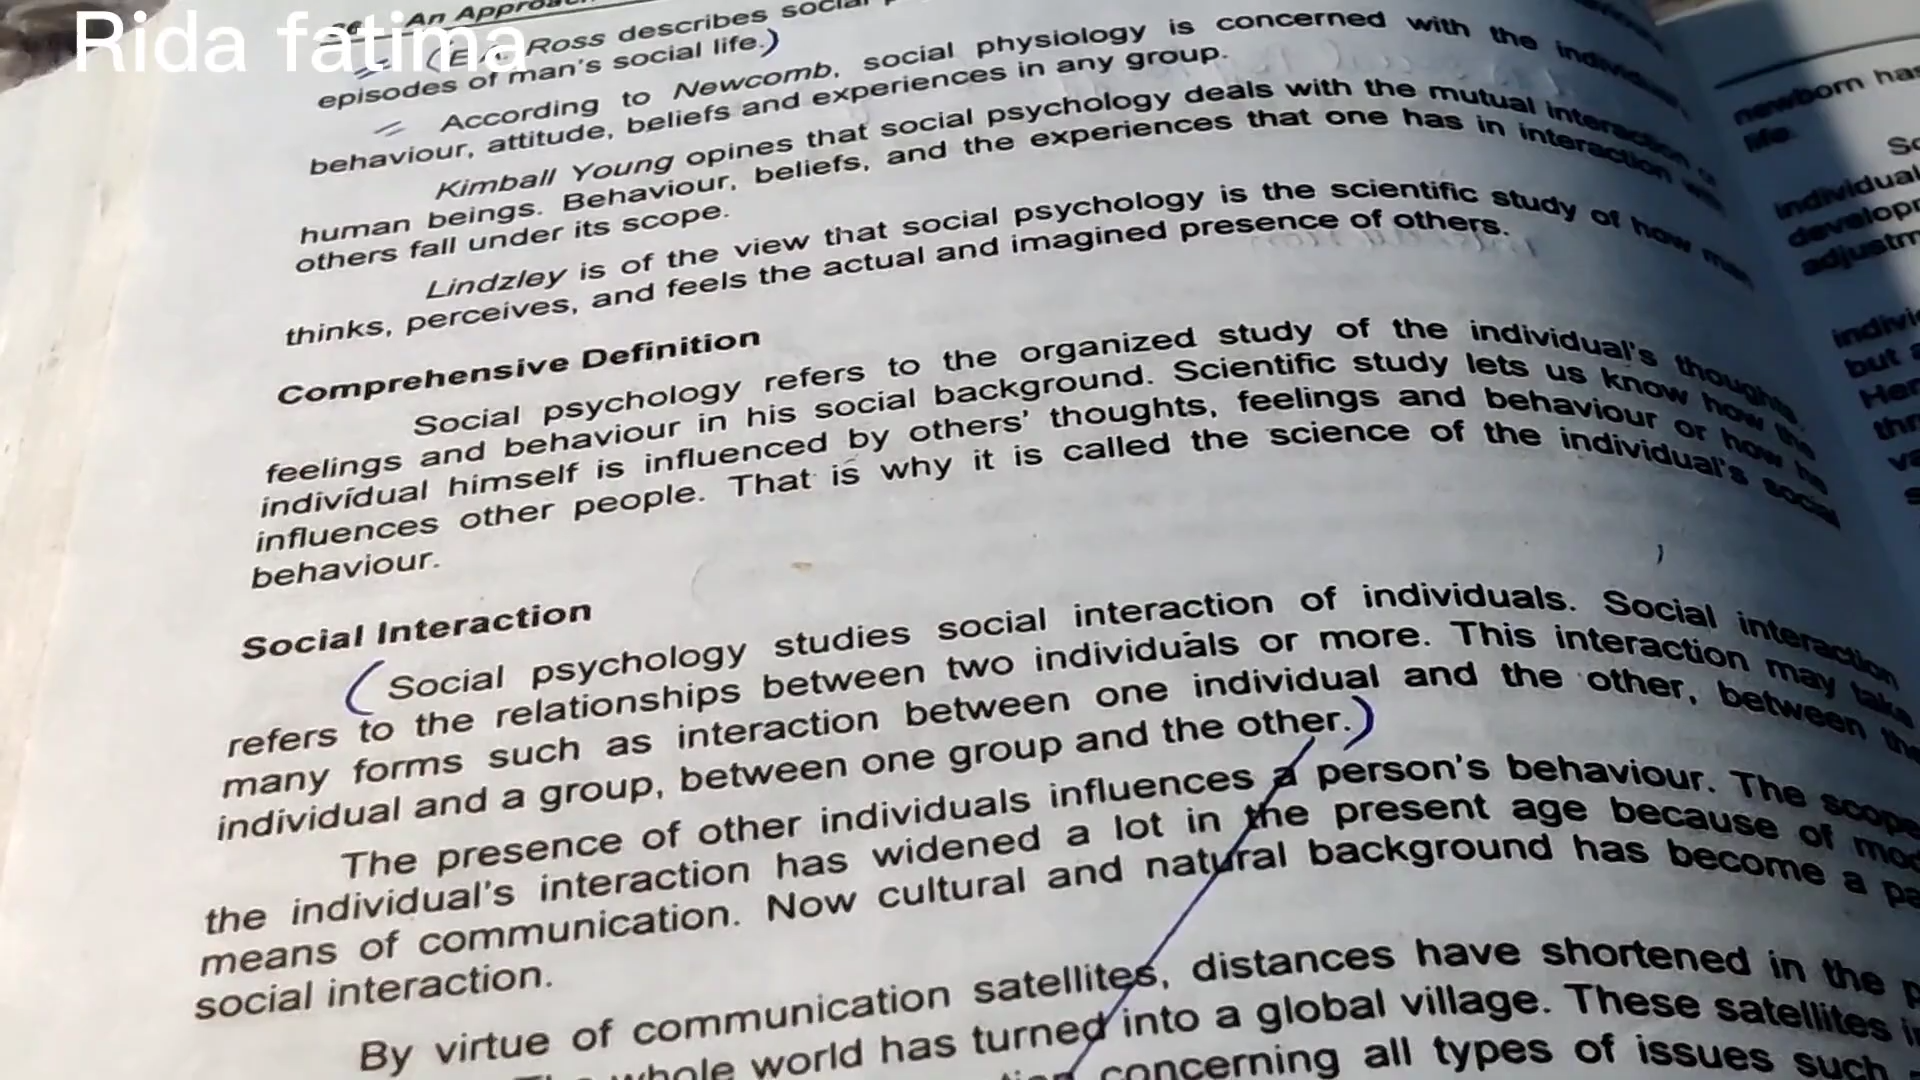 Rida fatima
An Approach
Ross describes social
episodes of man's social life.)
According to Newcomb, social physiology is concerned with the individual's
behaviour, attitude, beliefs and experiences in any group.
Kimball Young opines that social psychology deals with the mutual interaction of
human beings. Behaviour, beliefs, and the experiences that one has in interaction with
others fall under its scope.
Lindzley is of the view that social psychology is the scientific study of how man
thinks, perceives, and feels the actual and imagined presence of others.
Comprehensive Definition
Social psychology refers to the organized study of the individual's thoughts,
feelings and behaviour in his social background. Scientific study lets us know how the
individual himself is influenced by others' thoughts, feelings and behaviour or how he
influences other people. That is why it is called the science of the individual's social
behaviour.
Social Interaction
(Social psychology studies social interaction of individuals. Social interaction
refers to the relationships between two individuals or more. This interaction may take
many forms such as interaction between one individual and the other, between the
individual and a group, between one group and the other.)
The presence of other individuals influences a person's behaviour. The scope
the individual's interaction has widened a lot in the present age because of
means of communication. Now cultural and natural background has become a
social interaction.
By virtue of communication satellites, distances have shortened in the
whole world has turned into a global village. These satellites
concerning all types of issues such
newborn has
life.
individual